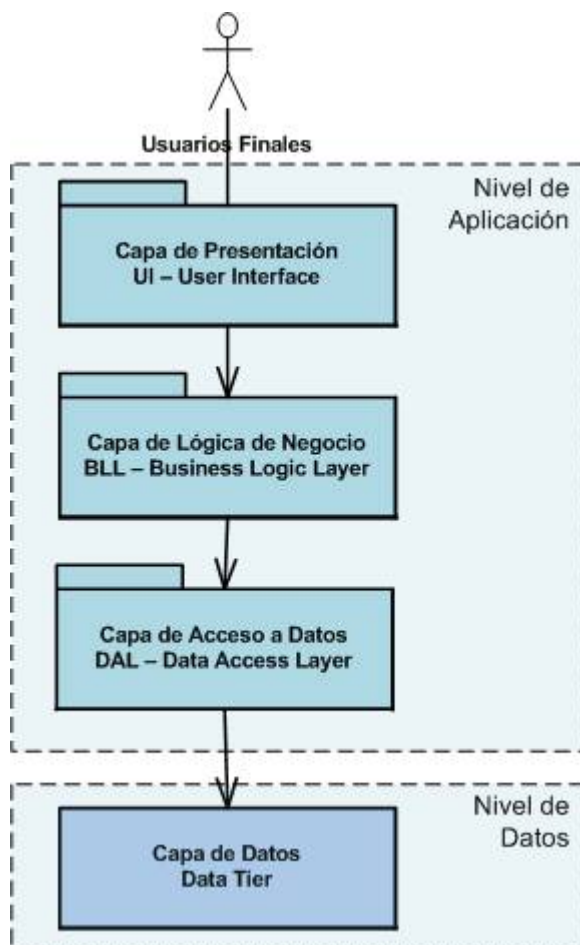 Usuarios Finales
Nivel de
Aplicación
Capa de Presentación
UI – User Interface
Capa de Lógica de Negocio
BLL – Business Logic Layer
Capa de Acceso a Datos
DAL – Data Access Layer
Nivel de
Datos
Capa de Datos
Data Tier